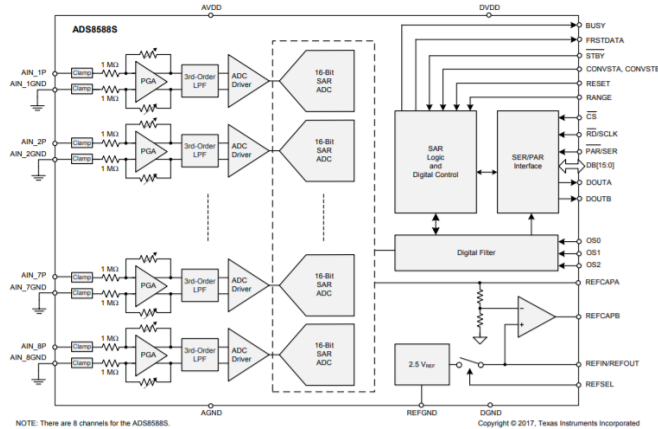 AVDD
DVDD
ADS8588S
BUSY
FRSTDATA
STBY
CONVSTA, CONVSTB
RESET
RANGE
CS
RD/SCLK
PAR/SER
DB[15:0]
DOUTA
DOUTB
OS0
OS1
OS2
REFCAPA
REFCAPB
REFIN/REFOUT
REFSEL
AIN_1P
AIN_1GND
Clamp
Clamp
1 MΩ
1 MΩ
PGA
3rd-Order
LPF
ADC
Driver
16-Bit
SAR
ADC
AIN_2P
AIN_2GND
Clamp
Clamp
1 MΩ
1 MΩ
PGA
3rd-Order
LPF
ADC
Driver
16-Bit
SAR
ADC
AIN_7P
AIN_7GND
Clamp
Clamp
1 MΩ
1 MΩ
PGA
3rd-Order
LPF
ADC
Driver
16-Bit
SAR
ADC
AIN_8P
AIN_8GND
Clamp
Clamp
1 MΩ
1 MΩ
PGA
3rd-Order
LPF
ADC
Driver
16-Bit
SAR
ADC
SAR
Logic
and
Digital Control
SER/PAR
Interface
Digital Filter
2.5 VREF
AGND
REFGND
DGND
NOTE: There are 8 channels for the ADS8588S.
Copyright © 2017, Texas Instruments Incorporated